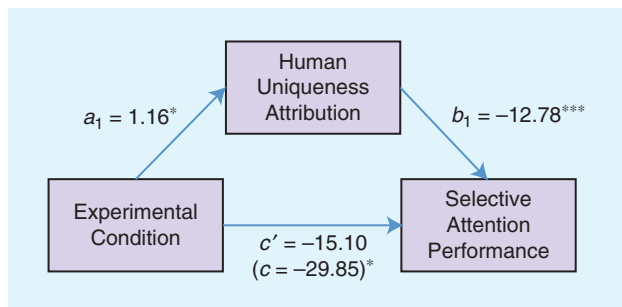 Human
Uniqueness
Attribution
a1 = 1.16*
b1 = –12.78***
Experimental
Condition
Selective
Attention
Performance
c′ = –15.10
(c = –29.85)*